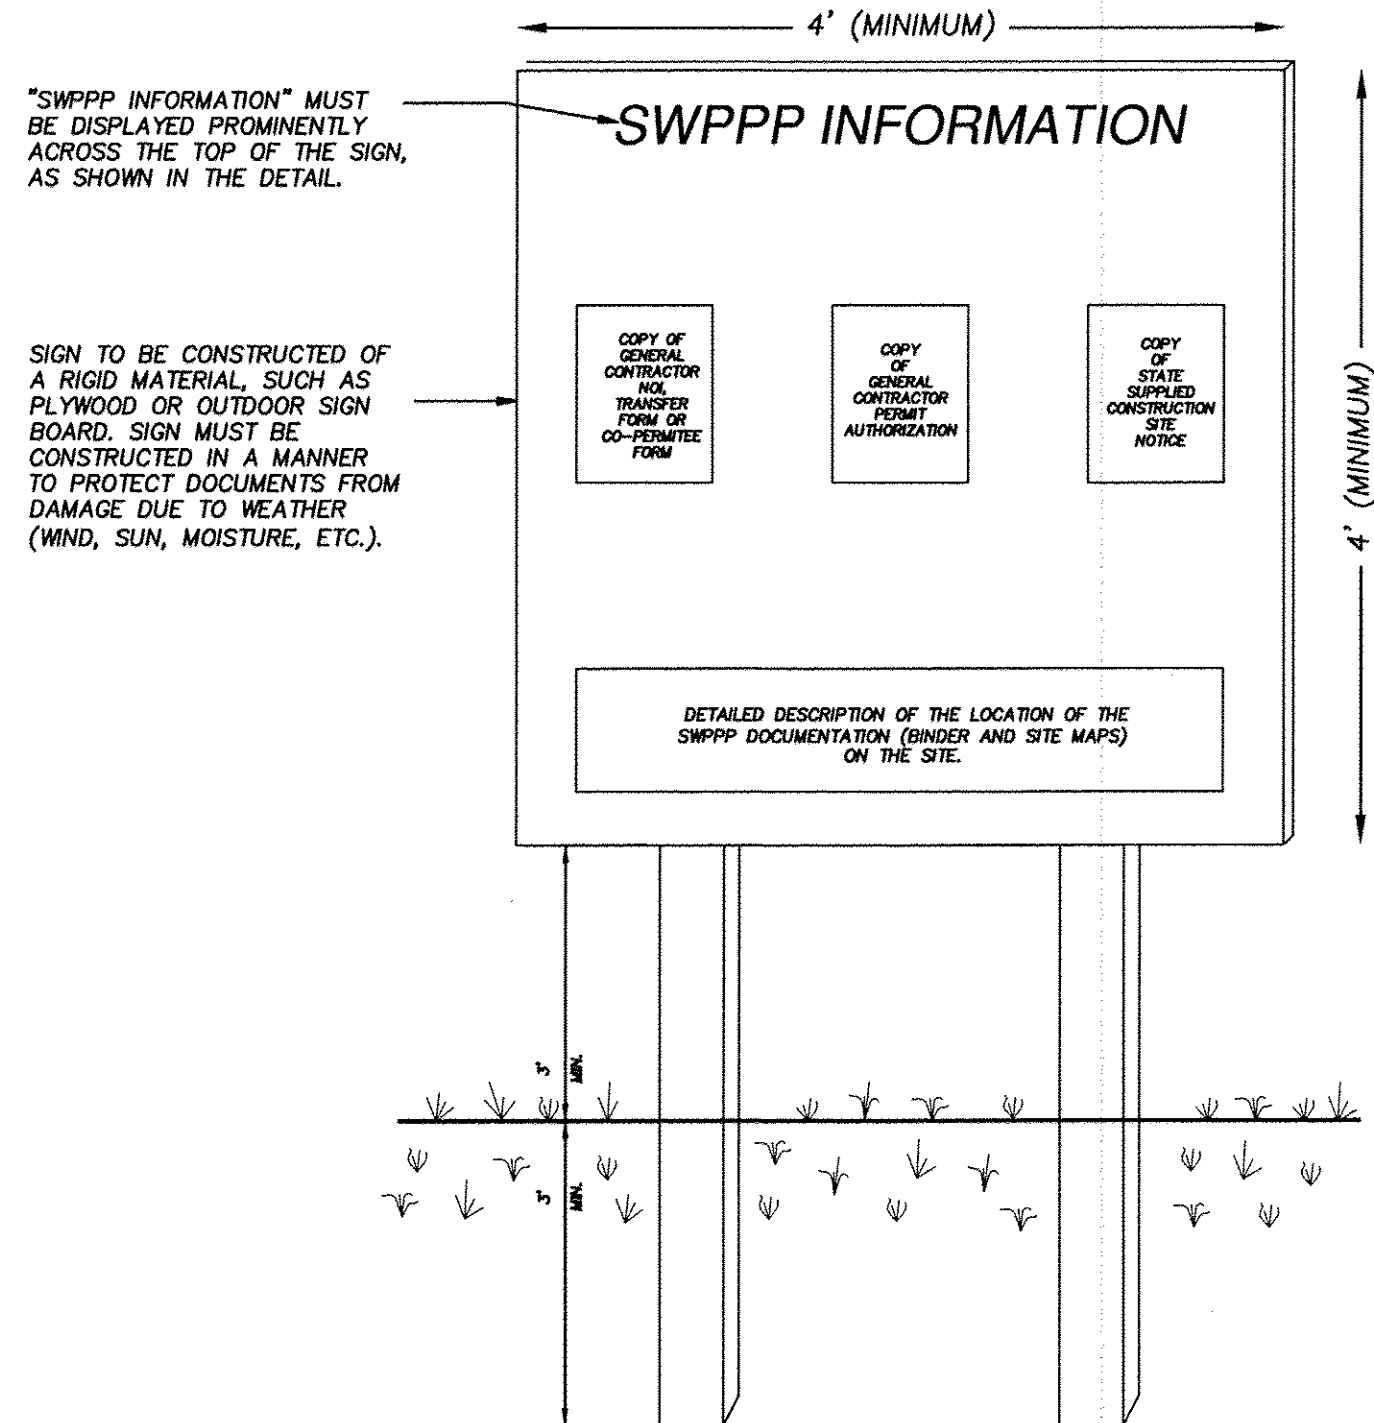 4' (MINIMUM)
"SWPPP INFORMATION" MUST
BE DISPLAYED PROMINENTLY
ACROSS THE TOP OF THE SIGN,
AS SHOWN IN THE DETAIL.
SWPPP INFORMATION
SIGN TO BE CONSTRUCTED OF
A RIGID MATERIAL, SUCH AS
PLYWOOD OR OUTDOOR SIGN
BOARD. SIGN MUST BE
CONSTRUCTED IN A MANNER
TO PROTECT DOCUMENTS FROM
DAMAGE DUE TO WEATHER
(WIND, SUN, MOISTURE, ETC.).
COPY OF
GENERAL
CONTRACTOR
NOI,
TRANSFER
FORM OR
CO-PERMITEE
FORM
COPY
OF
GENERAL
CONTRACTOR
PERMIT
AUTHORIZATION
COPY
OF
STATE
SUPPLIED
CONSTRUCTION
SITE
NOTICE
4' (MINIMUM)
DETAILED DESCRIPTION OF THE LOCATION OF THE
SWPPP DOCUMENTATION (BINDER AND SITE MAPS)
ON THE SITE.
3'
MIN.
3'
MIN.